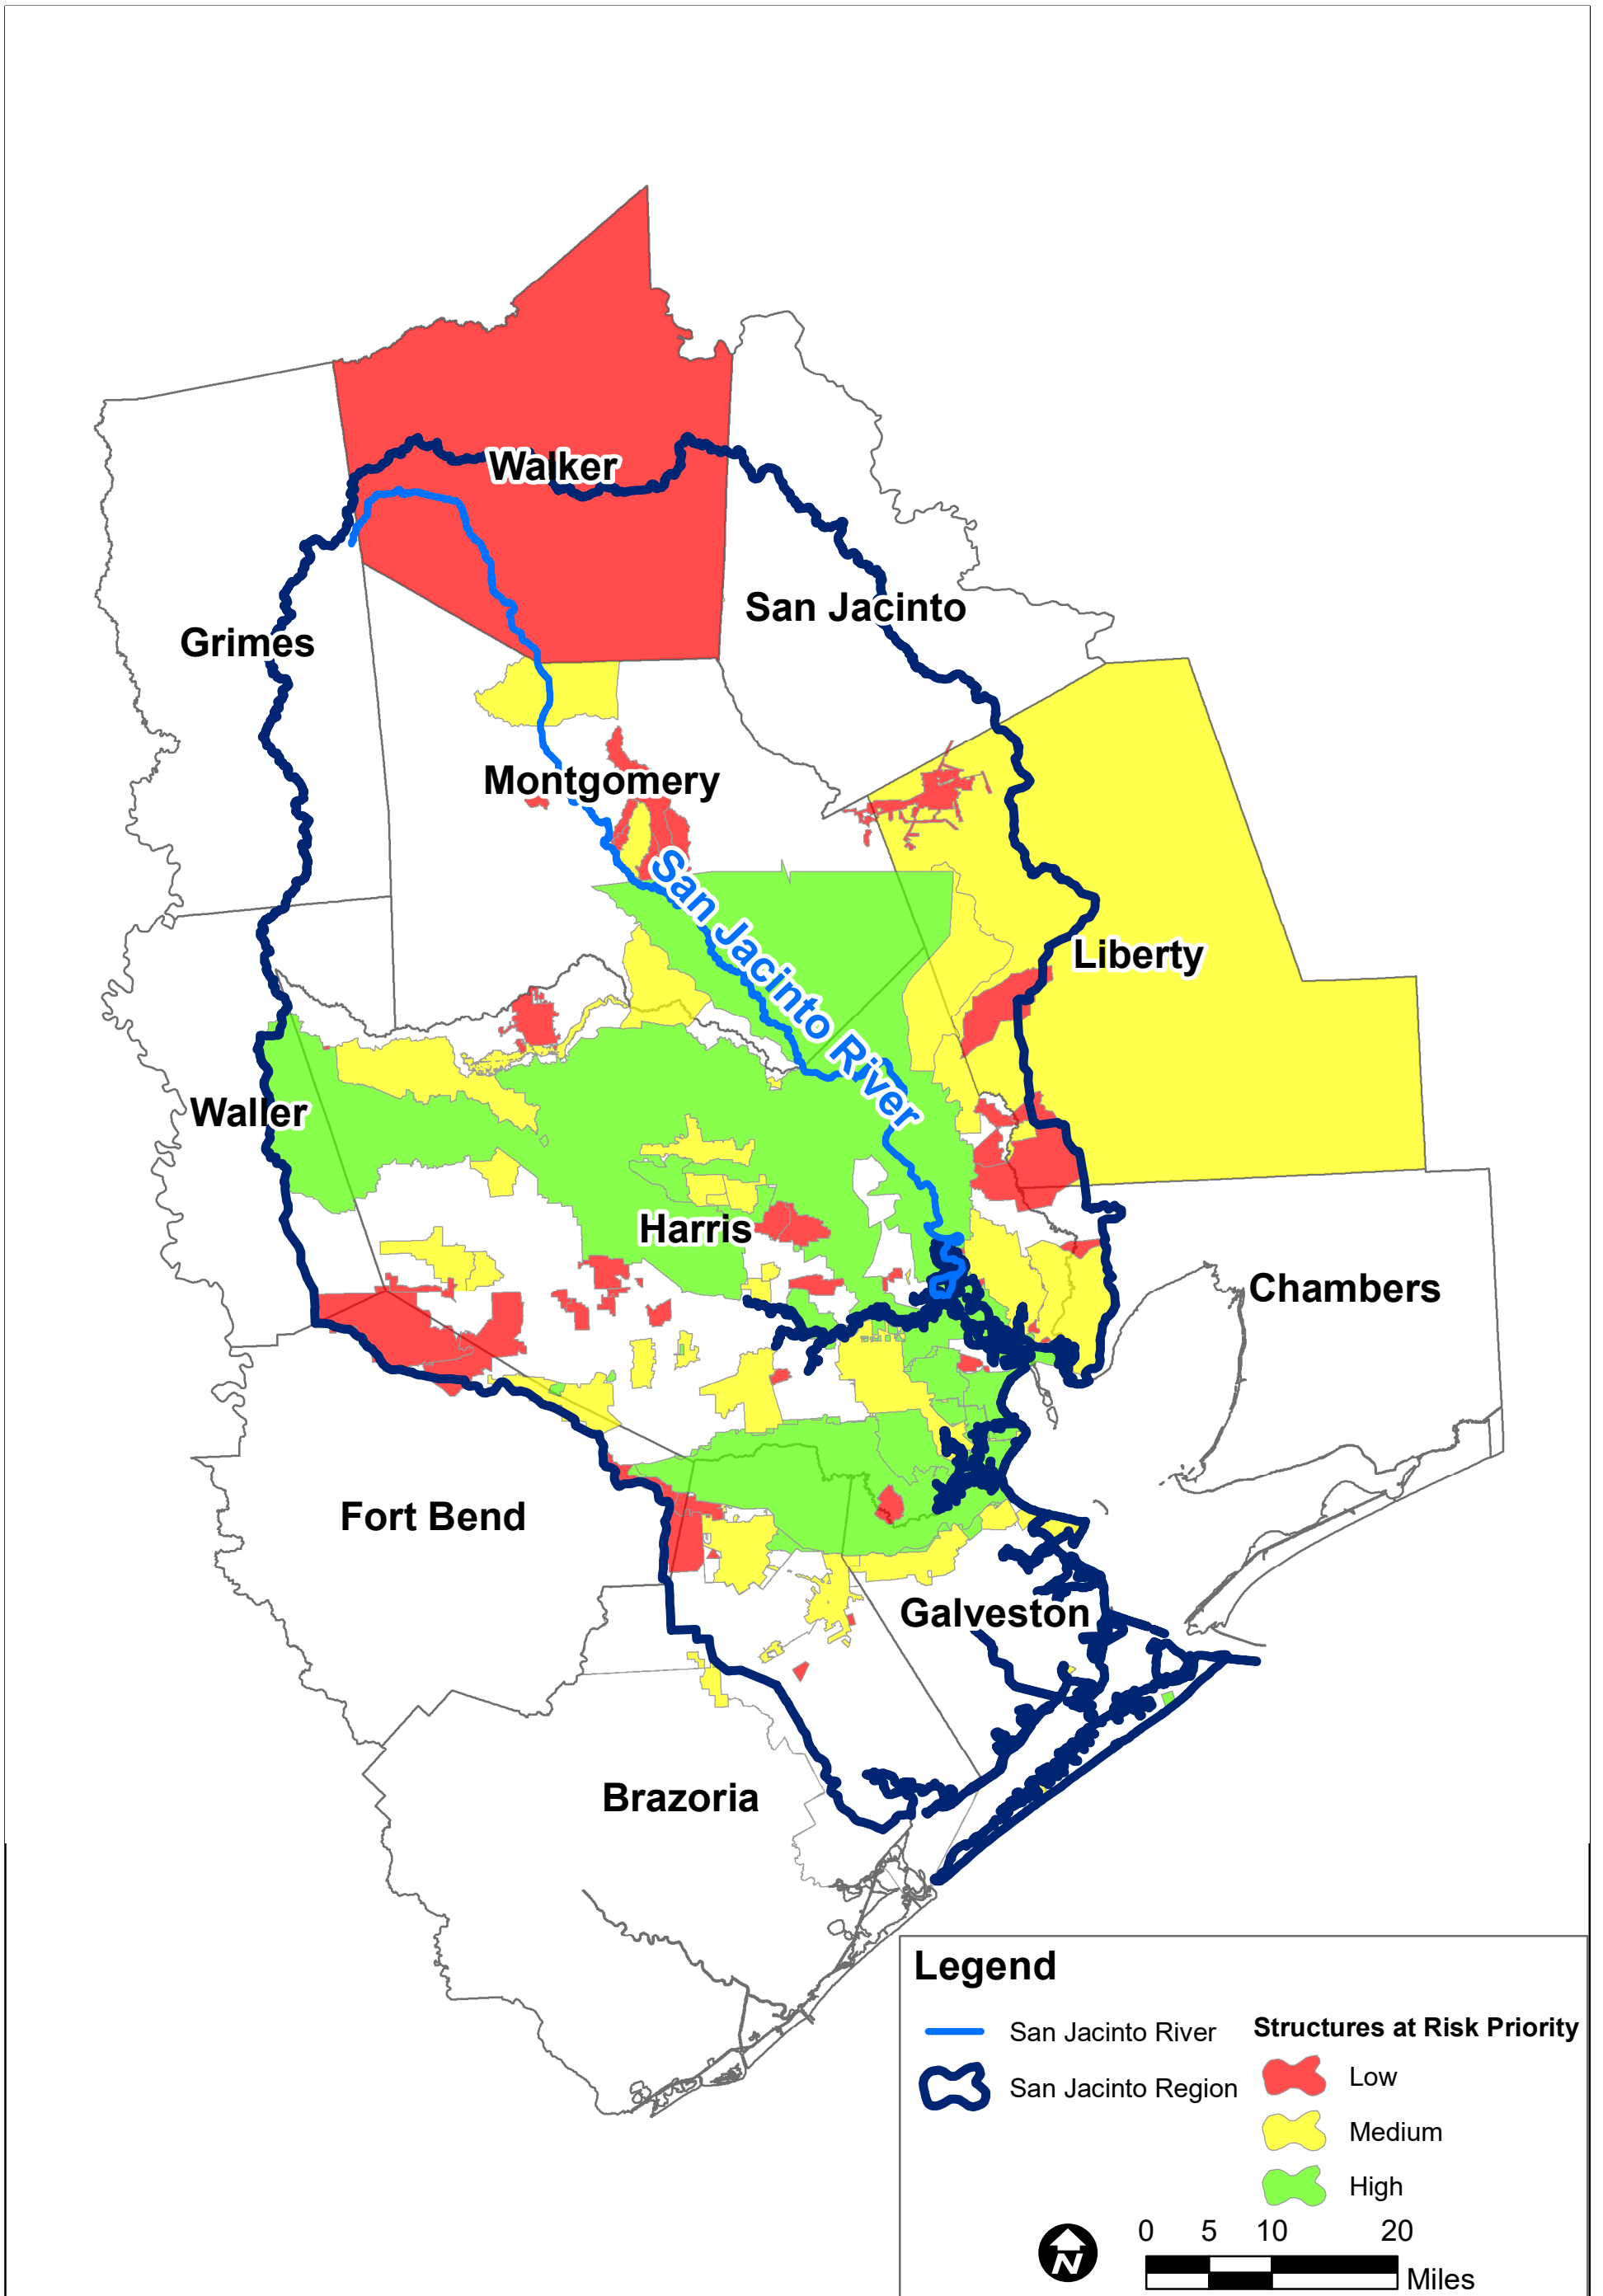 Walker
San Jacinto
Grimes
Montgomery
San Jacinto River
Liberty
Waller
Harris
Chambers
Fort Bend
Galveston
Brazoria
Legend
San Jacinto River
San Jacinto Region
Structures at Risk Priority
Low
Medium
High
N
0 5 10 20
Miles